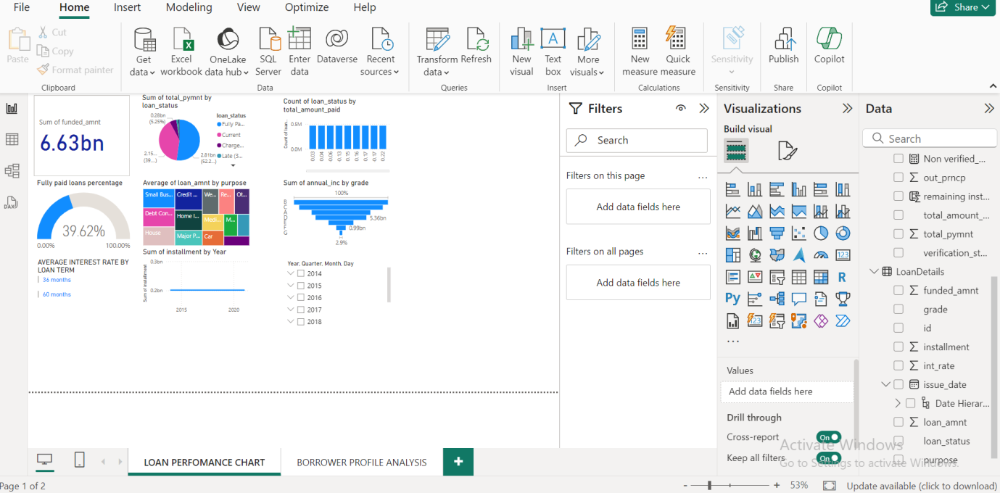 File Home Insert Modeling View Optimize Help Share
Paste
Cut
Copy
Format painter
Clipboard
Get data
Excel workbook
OneLake data hub
SQL Server
Enter data
Dataverse
Recent sources
Data
Transform data
Refresh
Queries
New visual
Text box
More visuals
Insert
New measure
Quick measure
Calculations
Sensitivity
Sensitivity
Publish
Share
Copilot
Copilot
DAX
Sum of funded_amnt
6.63bn
Sum of total_pymnt by
loan_status
0.28bn
(5.25%)
2.15...
(39....)
2.81bn
(52.2...)
loan_status
Fully Pa...
Current
Charge...
Late (3...
Count of loan_status by
total_amount_paid
Count of loan...
0.5M
0.0M
0.03
0.04
0.06
0.13
0.15
0.16
0.17
0.17
0.22
Fully paid loans percentage
39.62%
0.00%
100.00%
Average of loan_amnt by purpose
Small Bus...
Credit ...
We...
Re...
Ot...
Debt Con...
Home I...
Medi...
M...
House
Major P...
Car
Sum of annual_inc by grade
100%
B
C
A
D
E
F
G
5.36bn
0.99bn
2.9%
AVERAGE INTEREST RATE BY
LOAN TERM
36 months
60 months
Sum of installment by Year
Sum of installment
0.3bn
0.2bn
2015
2020
Year, Quarter, Month, Day
2014
2015
2016
2017
2018
Filters
Search
Filters on this page
...
Add data fields here
Filters on all pages
...
Add data fields here
Visualizations
Build visual
123
R
Py
123
...
Values
Add data fields here
Drill through
Cross-report
On
Keep all filters
On
Data
Search
Non verified_...
out_prncp
remaining inst...
total_amount_...
total_pymnt
verification_st...
LoanDetails
funded_amnt
grade
id
installment
int_rate
issue_date
Date Hierar...
loan_amnt
loan_status
purpose
Activate Windows
Go to Settings to activate Windows.
LOAN PERFOMANCE CHART
BORROWER PROFILE ANALYSIS
+
Page 1 of 2
- + 53%
Update available (click to download)